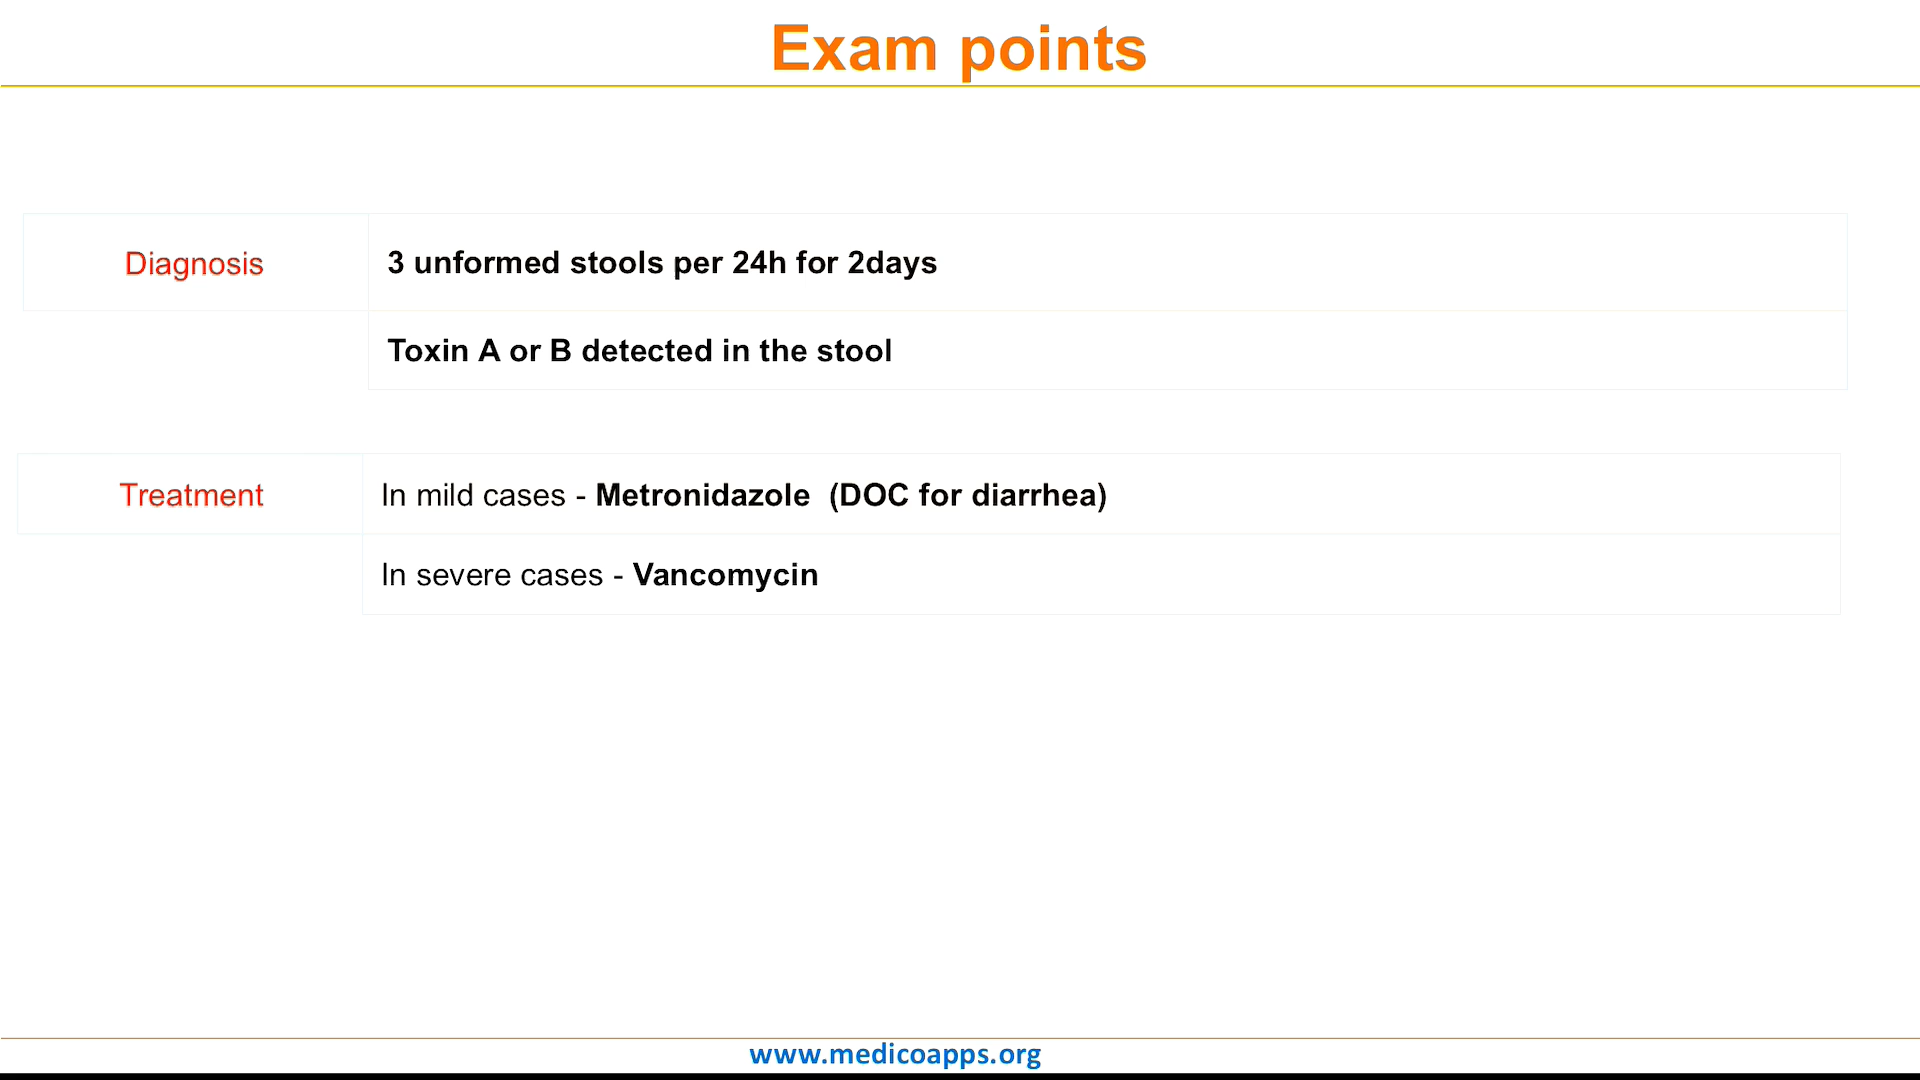 Exam points
Diagnosis
3 unformed stools per 24h for 2days
Toxin A or B detected in the stool
Treatment
In mild cases - Metronidazole (DOC for diarrhea)
In severe cases - Vancomycin
www.medicoapps.org